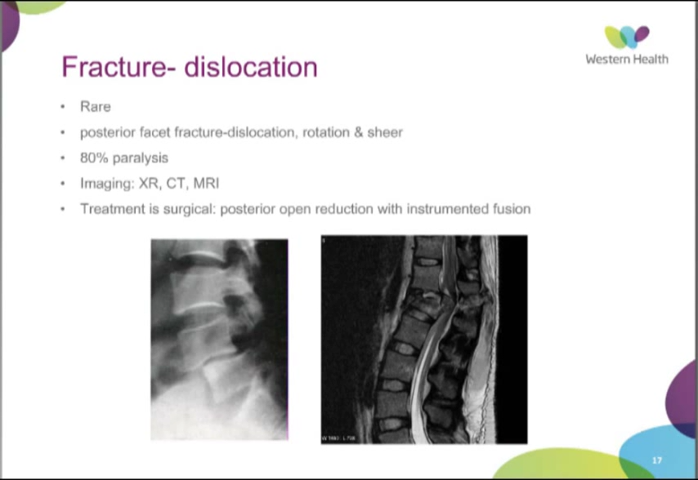 Western Health
Fracture- dislocation
• Rare
• posterior facet fracture-dislocation, rotation & sheer
• 80% paralysis
• Imaging: XR, CT, MRI
• Treatment is surgical: posterior open reduction with instrumented fusion
17